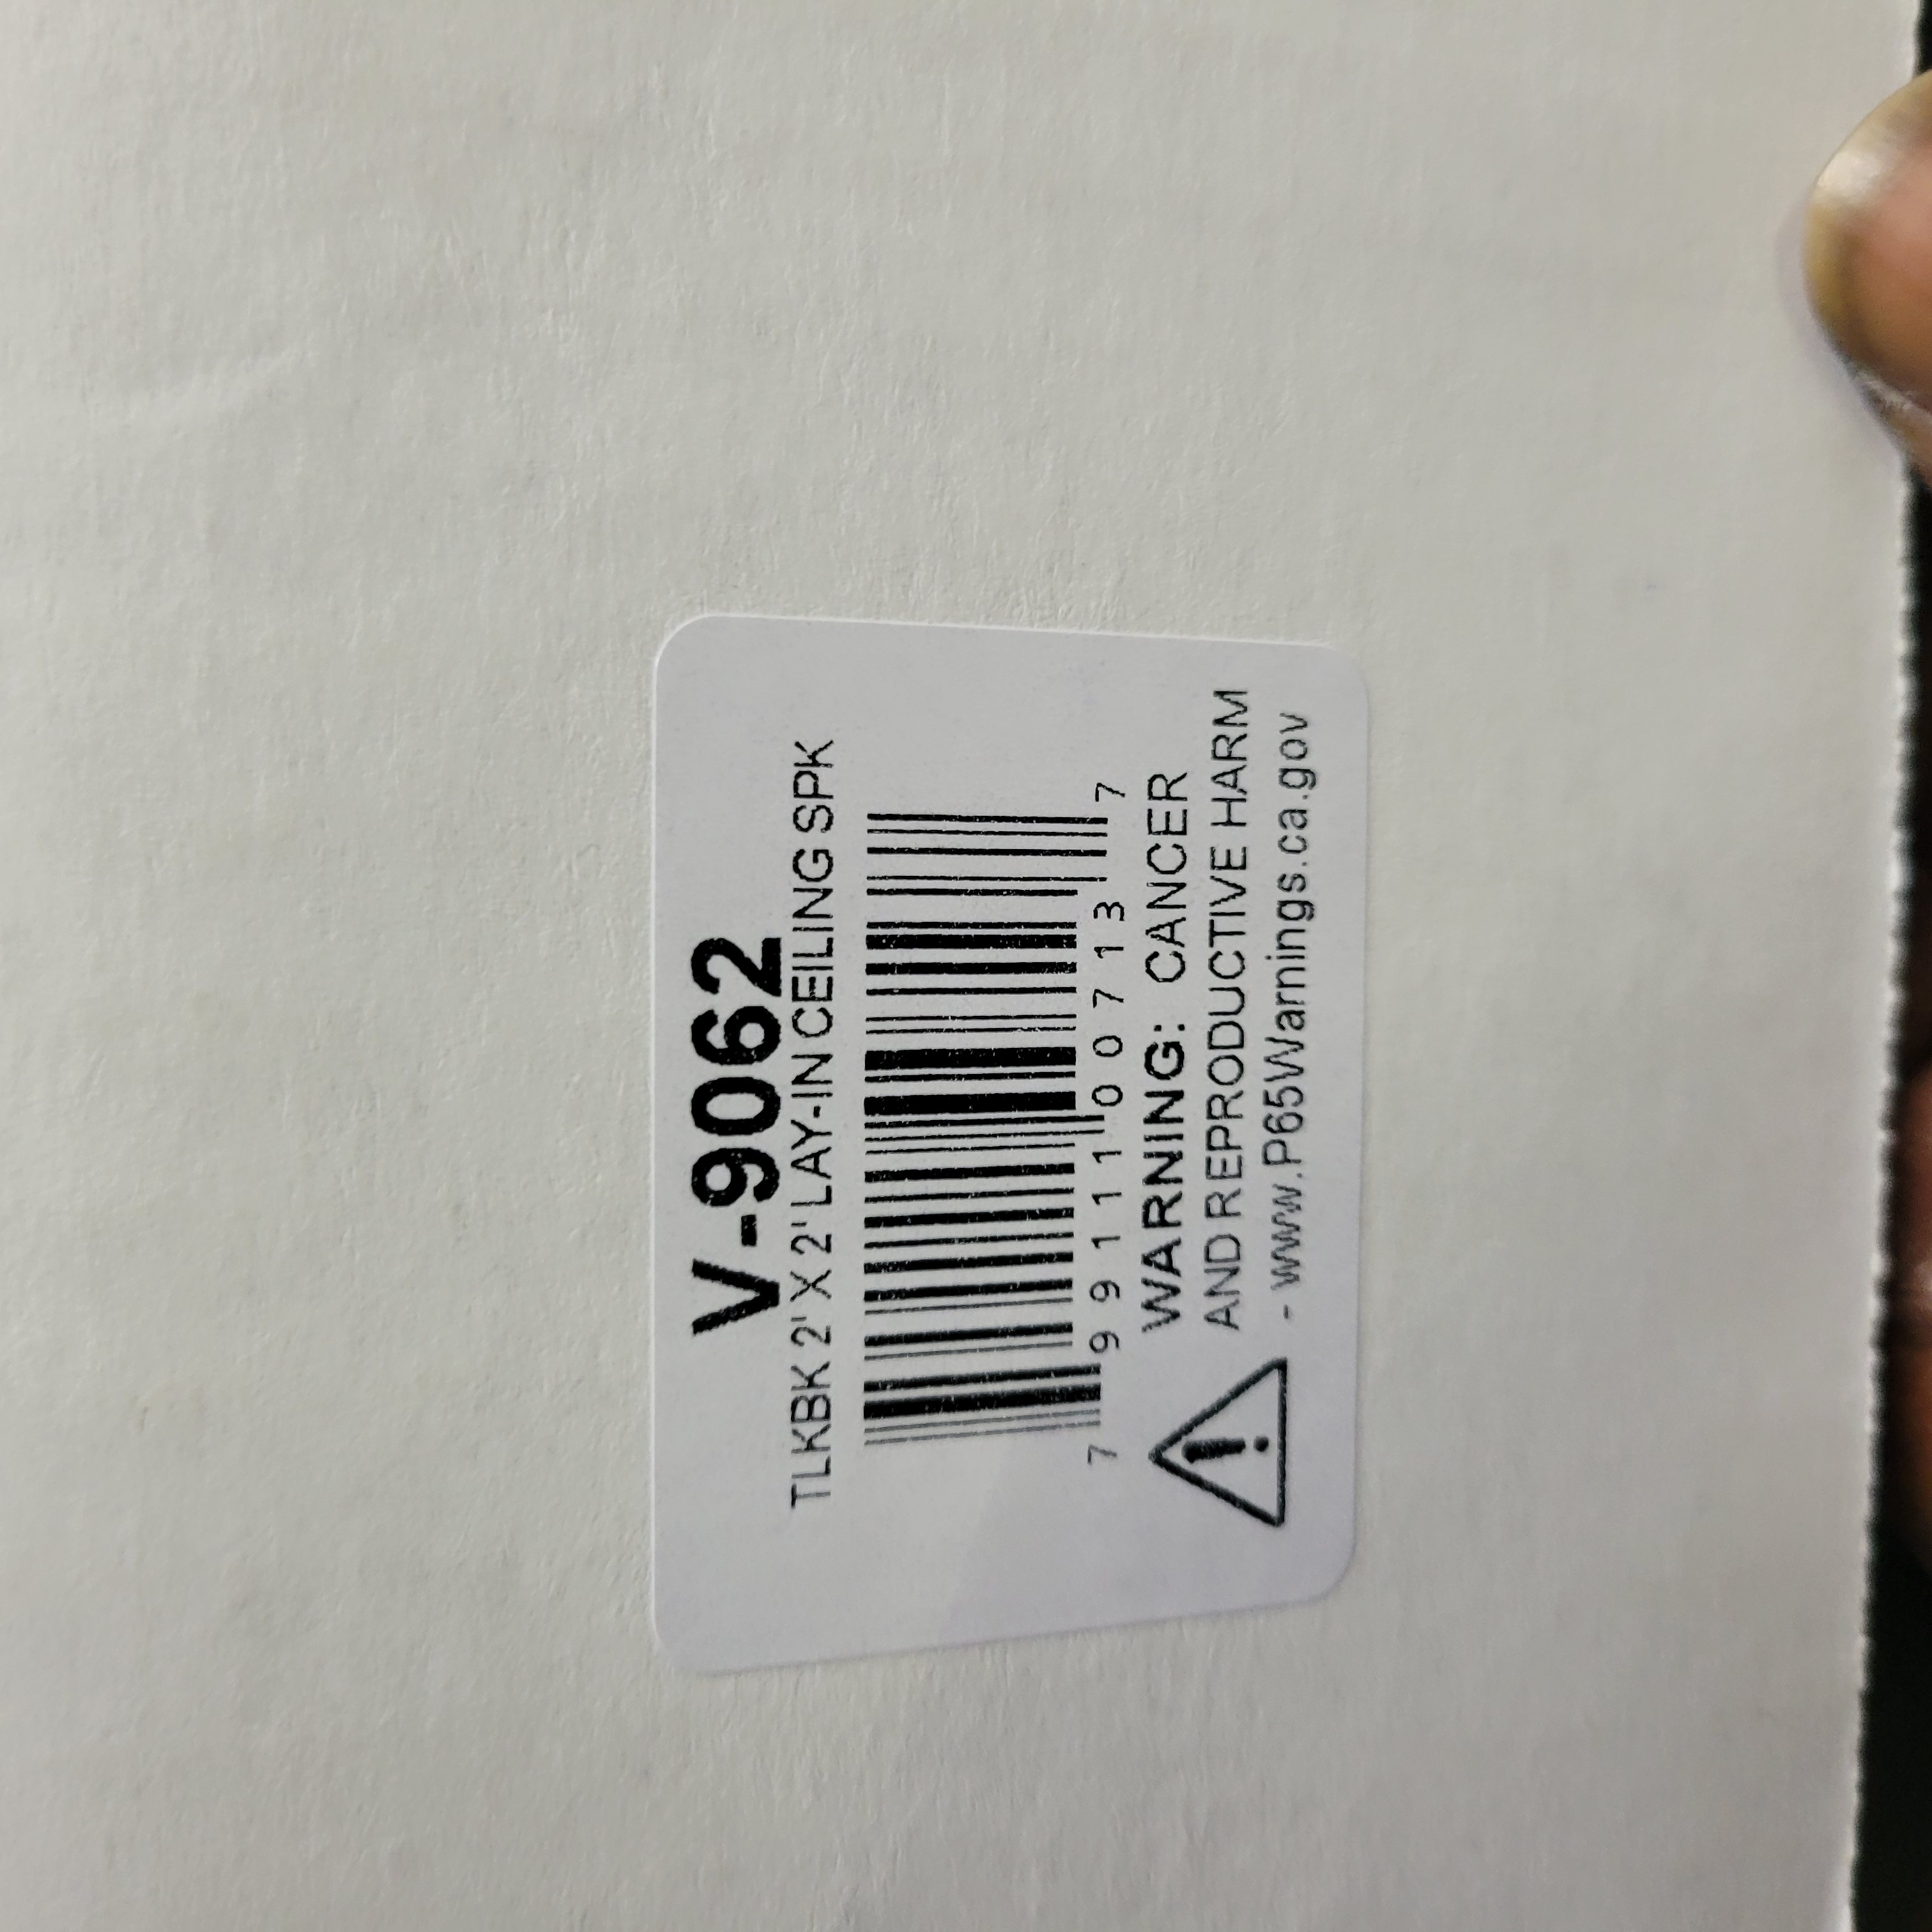 V-9062
TLKBK 2' X 2' LAY-IN CEILING SPK
7 99111 00713 7
WARNING: CANCER
AND REPRODUCTIVE HARM
- www.P65Warnings.ca.gov